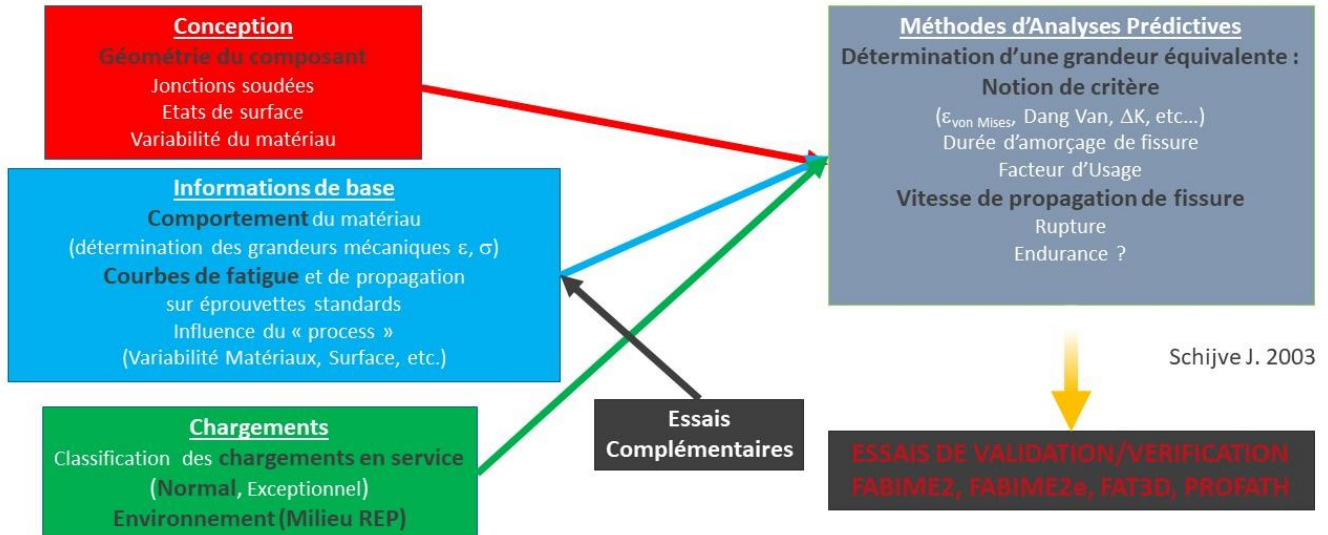 Conception
Géométrie du composant
Jonctions soudées
Etats de surface
Variabilité du matériau
Informations de base
Comportement du matériau
(détermination des grandeurs mécaniques ε, σ)
Courbes de fatigue et de propagation
sur éprouvettes standards
Influence du « process »
(Variabilité Matériaux, Surface, etc.)
Chargements
Classification des chargements en service
(Normal, Exceptionnel)
Environnement (Milieu REP)
Essais
Complémentaires
Méthodes d'Analyses Prédictives
Détermination d'une grandeur équivalente :
Notion de critère
(εvon Mises, Dang Van, ΔK, etc...)
Durée d'amorçage de fissure
Facteur d'Usage
Vitesse de propagation de fissure
Rupture
Endurance ?
Schijve J. 2003
ESSAIS DE VALIDATION/VERIFICATION
FABIME2, FABIME2e, FAT3D, PROFATH